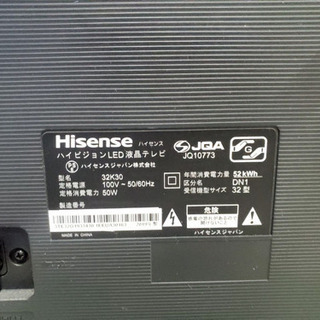 Hisense ハイセンス
ハイビジョンLED液晶テレビ
ハイセンスジャパン株式会社
JQA
JQ10773
型名 32K30
定格電源 100V～50/60Hz
定格消費電力 50W
製造番号
年間消費電力量 52kWh
区分名 DN1
受信機型サイズ 32型
MADE IN CHINA
危険
ハイセンスジャパン